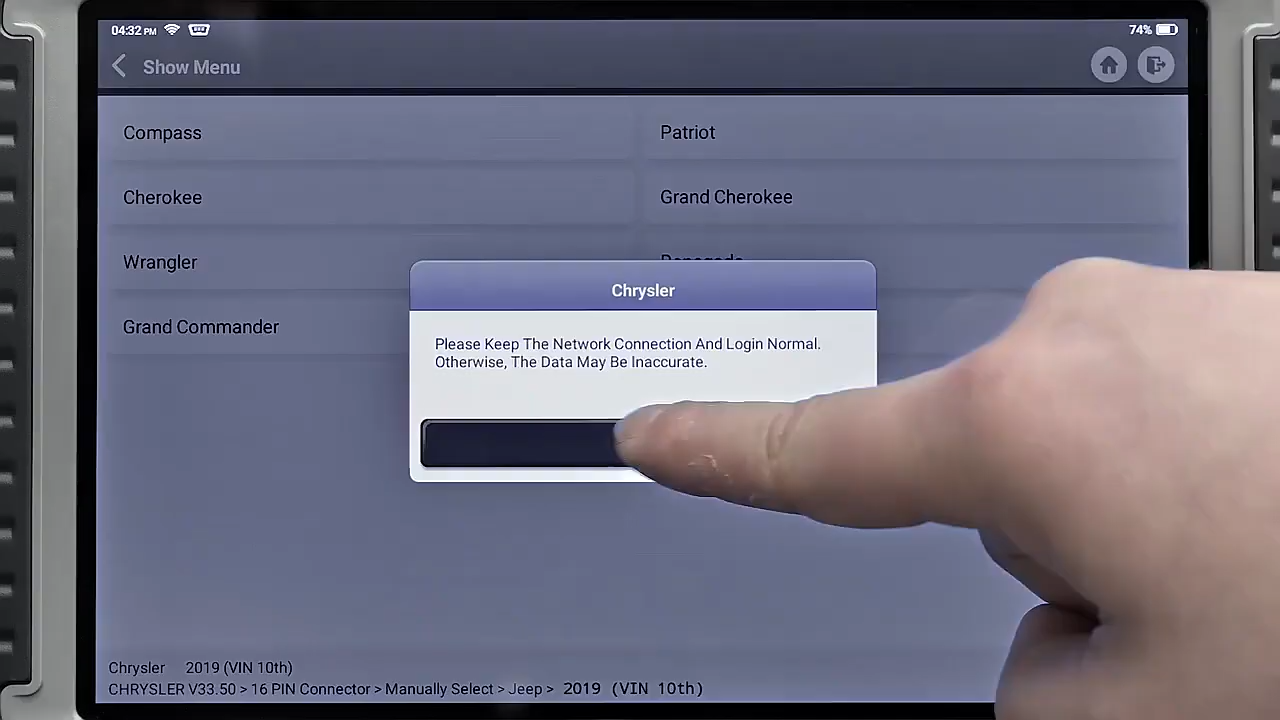 04:32 PM
74%
Show Menu
Compass
Patriot
Cherokee
Grand Cherokee
Wrangler
Grand Commander
Chrysler
Please Keep The Network Connection And Login Normal.
Otherwise, The Data May Be Inaccurate.
Chrysler 2019 (VIN 10th)
CHRYSLER V33.50 > 16 PIN Connector > Manually Select > Jeep > 2019 (VIN 10th)